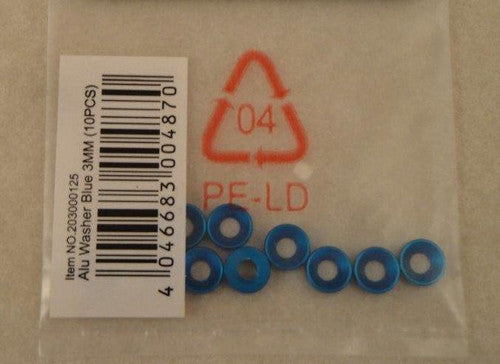 Item NO.203000125
Alu Washer Blue 3MM (10PCS)
4 046683 004870
04
PE-LD